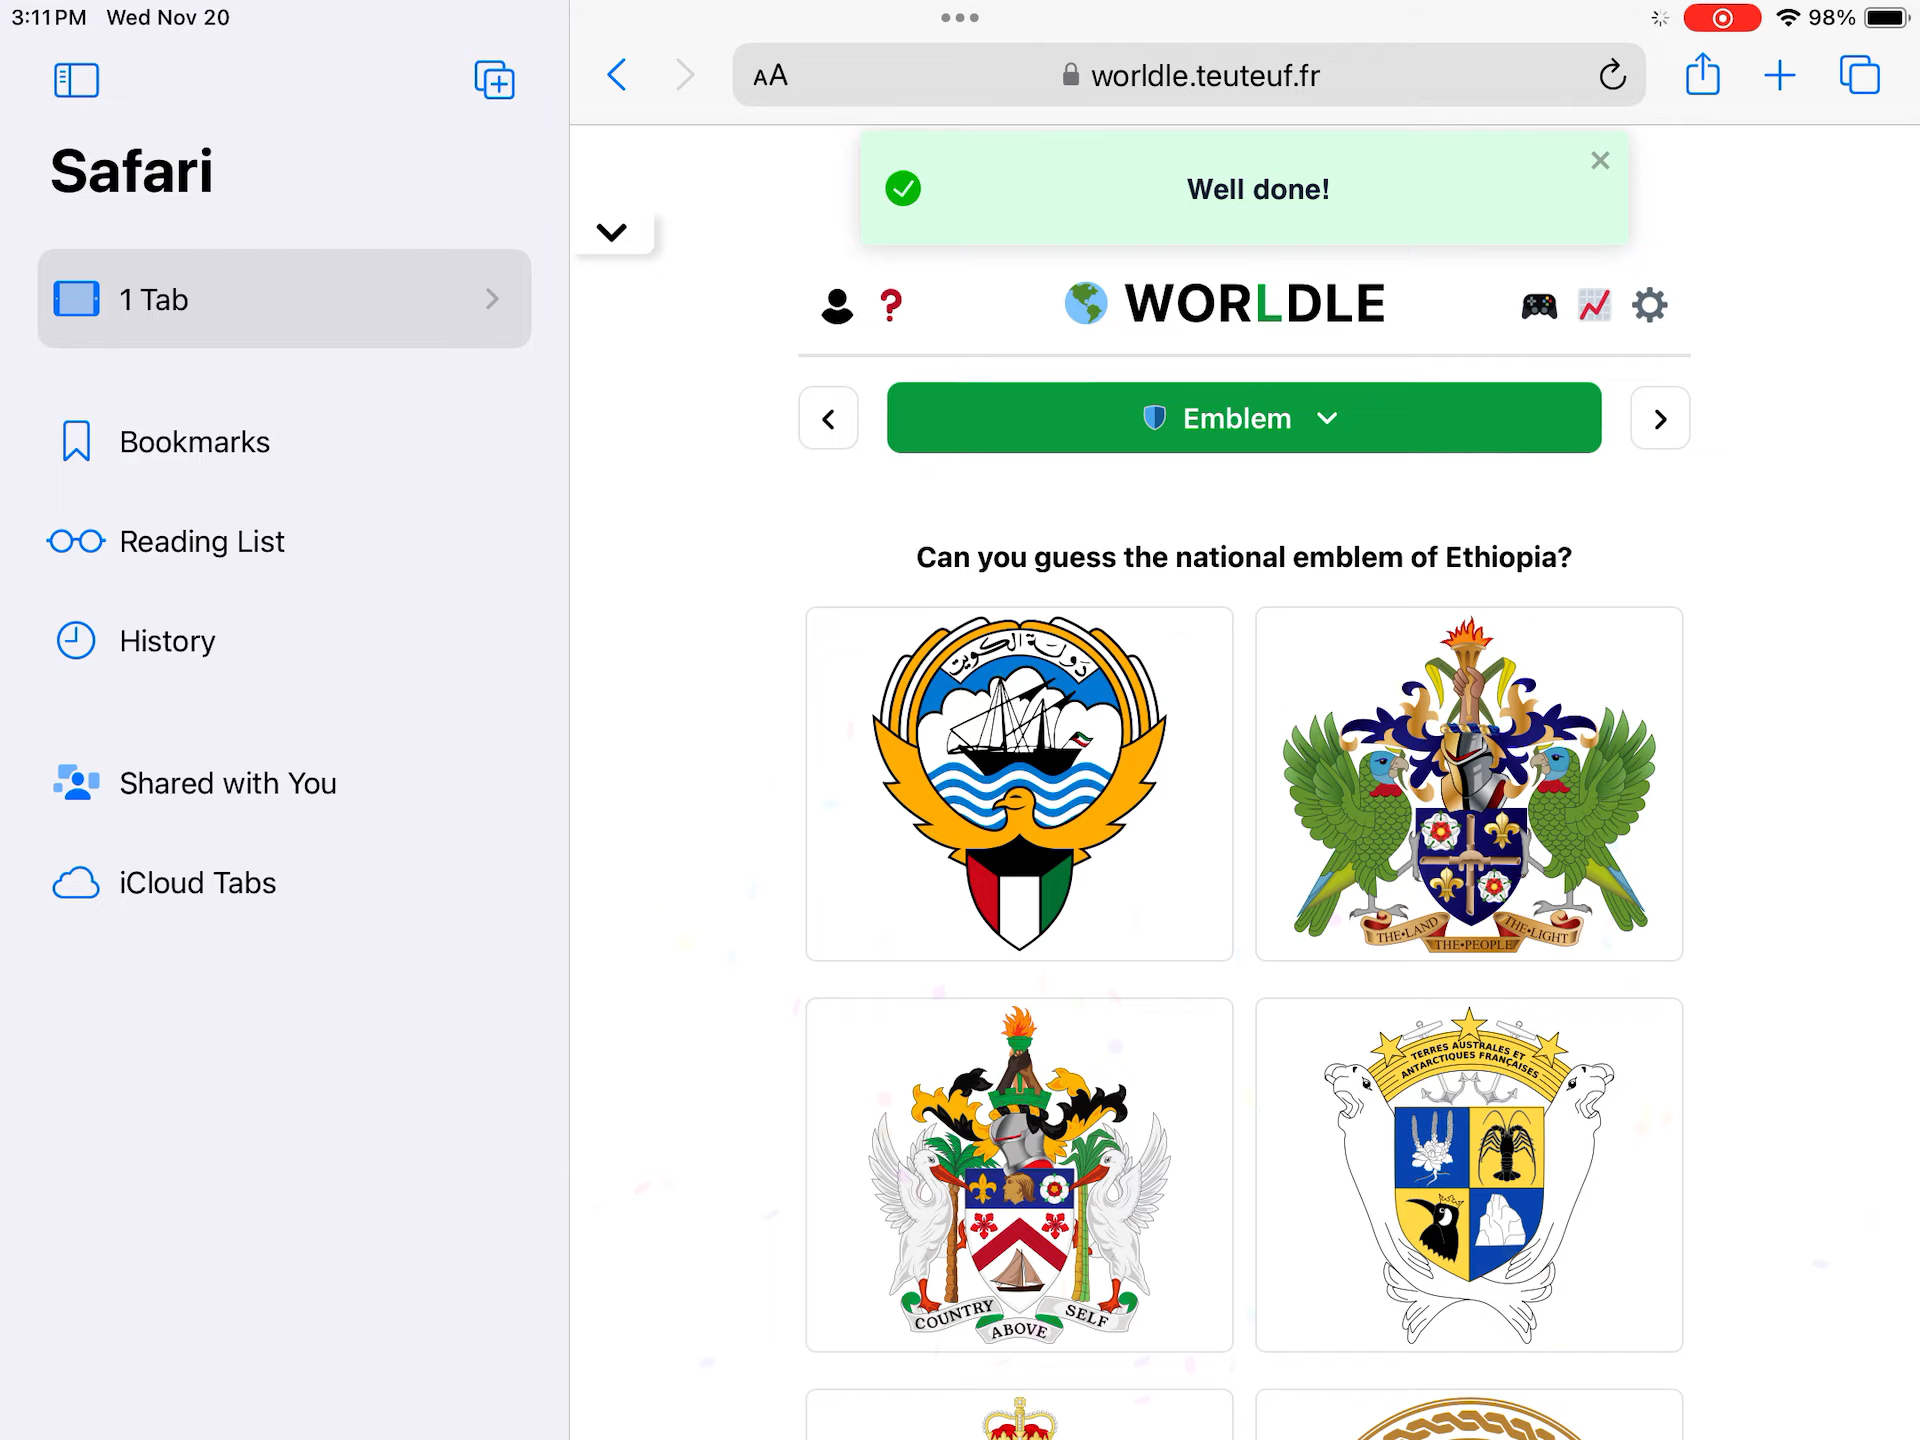 3:11 PM Wed Nov 20
98%
AA
worldle.teuteuf.fr
Safari
1 Tab
Bookmarks
Reading List
History
Shared with You
iCloud Tabs
Well done!
?
WORLDLE
Emblem
Can you guess the national emblem of Ethiopia?
دولة الكويت
THE•LAND
THE•PEOPLE
THE•LIGHT
COUNTRY
ABOVE
SELF
TERRES AUSTRALES ET
ANTARCTIQUES FRANÇAISES